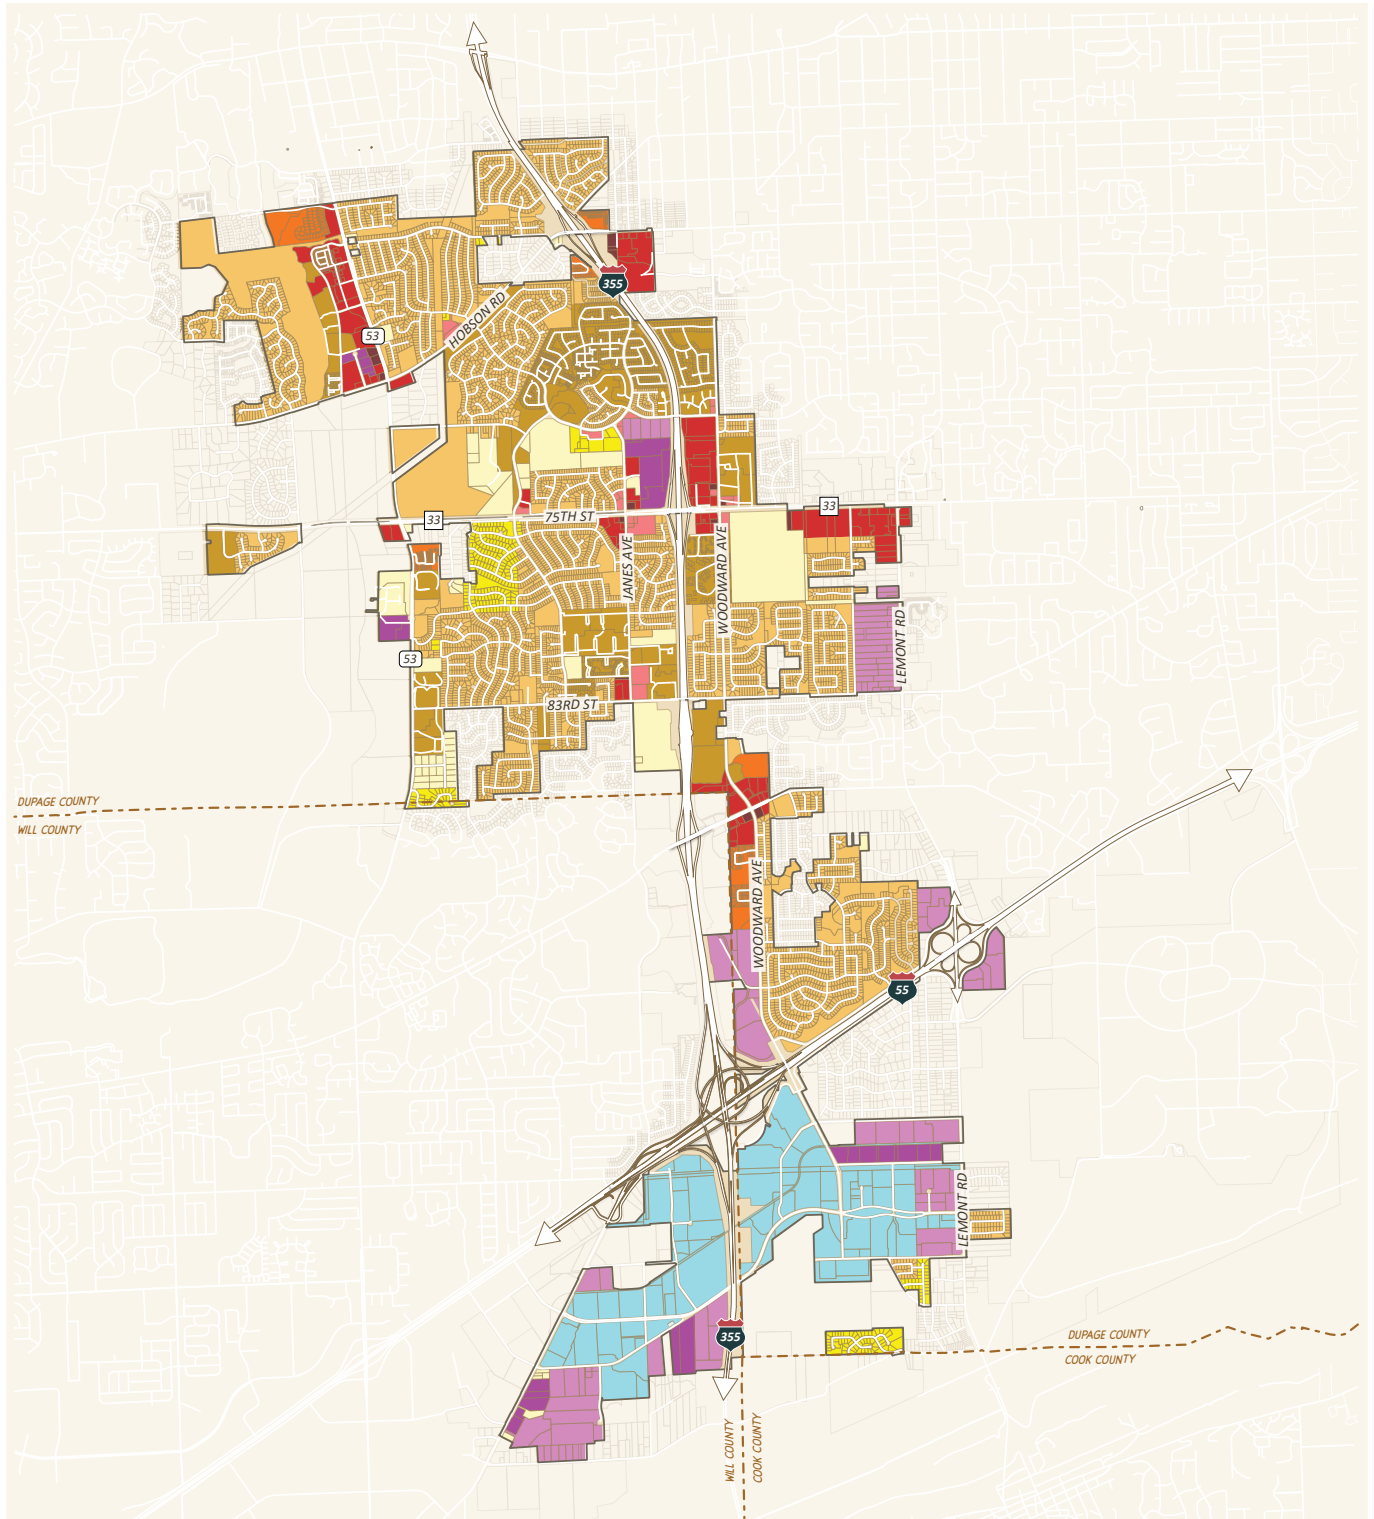 355
53
HOBSON RD
33
33
75TH ST
JANES AVE
WOODWARD AVE
LEMONT RD
53
83RD ST
DUPAGE COUNTY
WILL COUNTY
WOODWARD AVE
55
LEMONT RD
355
DUPAGE COUNTY
COOK COUNTY
WILL COUNTY
COOK COUNTY